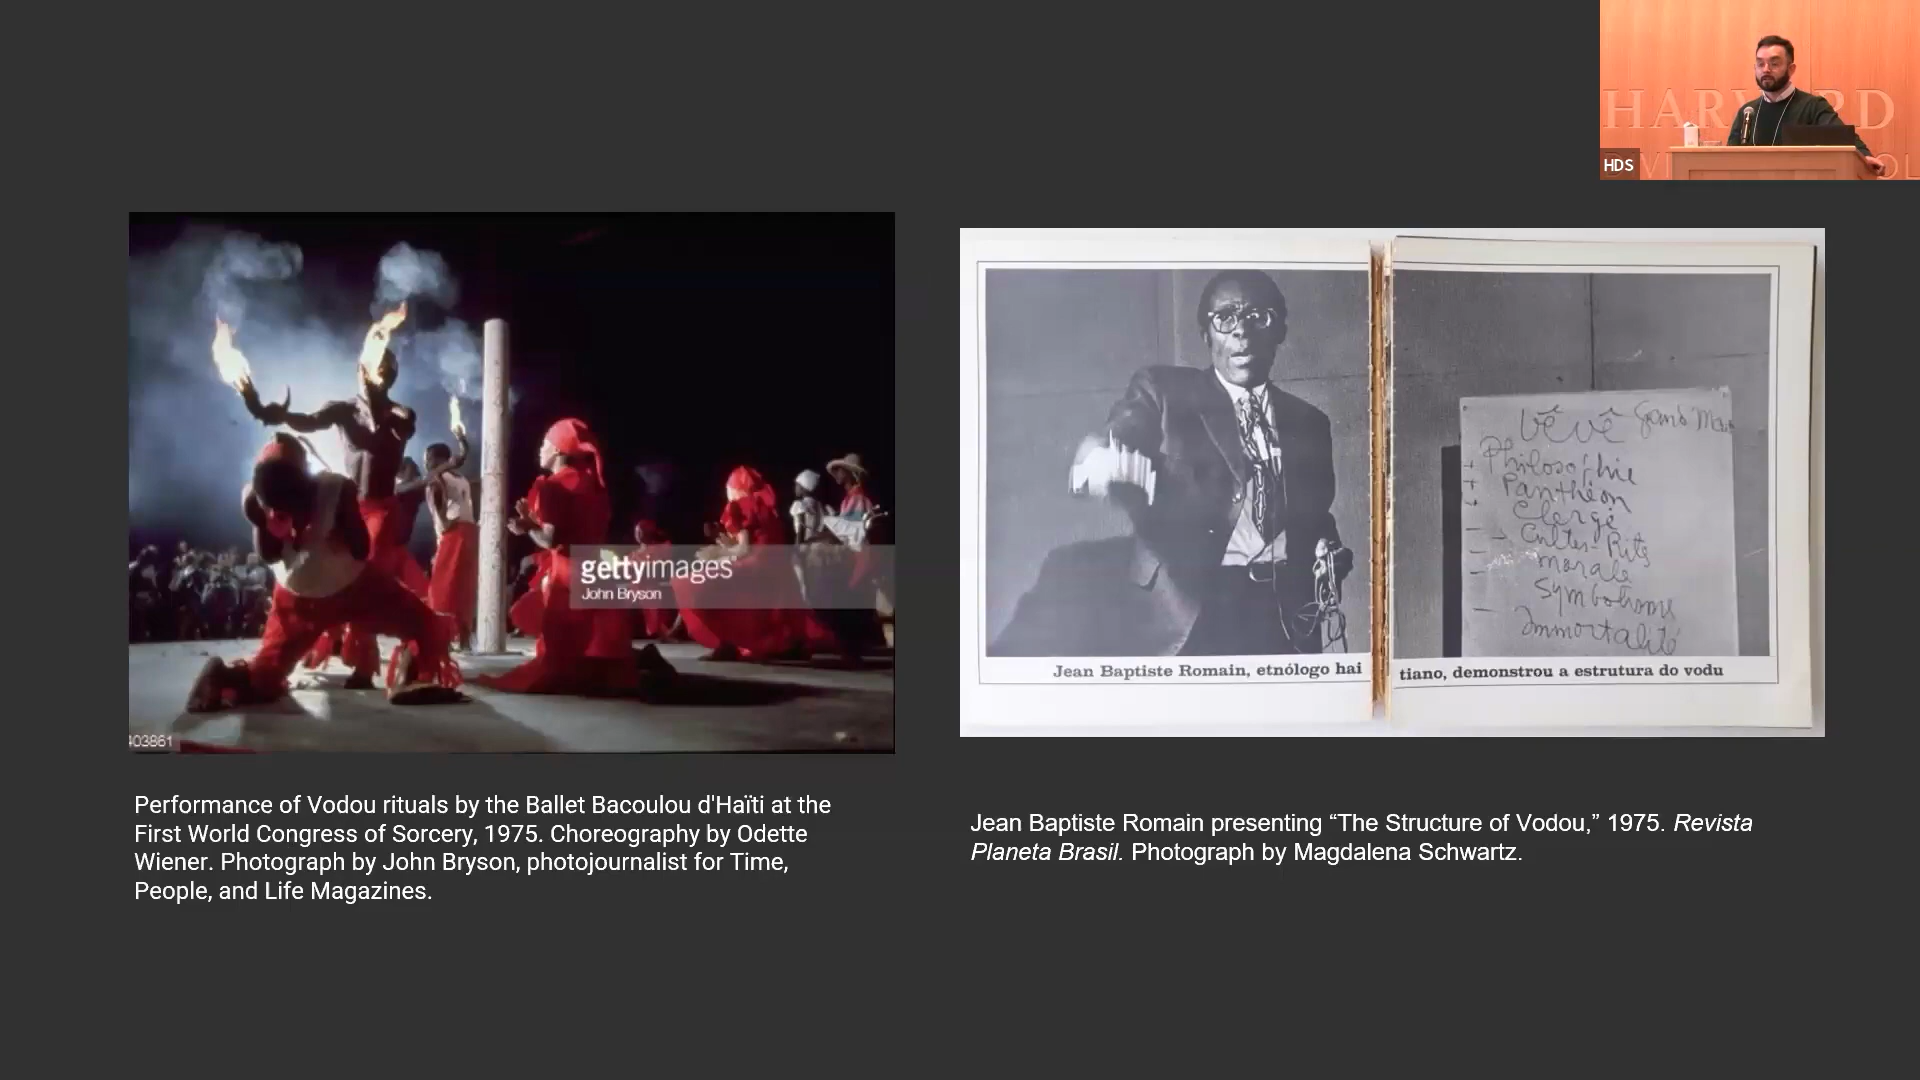 HARVARD
HDS
gettyimages
John Bryson
403861
Vêvê Grand
Philosophie
Panthéon
Clergé
Cultes-Rits
morale
Symbolisme
Immortalité
Jean Baptiste Romain, etnólogo hai
tiano, demonstrou a estrutura do vodu
Performance of Vodou rituals by the Ballet Bacoulou d'Haïti at the
First World Congress of Sorcery, 1975. Choreography by Odette
Wiener. Photograph by John Bryson, photojournalist for Time,
People, and Life Magazines.
Jean Baptiste Romain presenting “The Structure of Vodou,” 1975. Revista
Planeta Brasil. Photograph by Magdalena Schwartz.